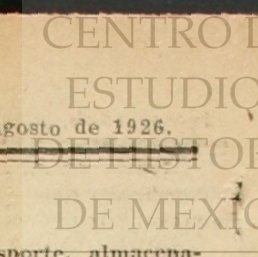 CENTRO
ESTUDIO
agosto de 1926.
DE HISTOR
DE MEXIC
sporte, almacena-